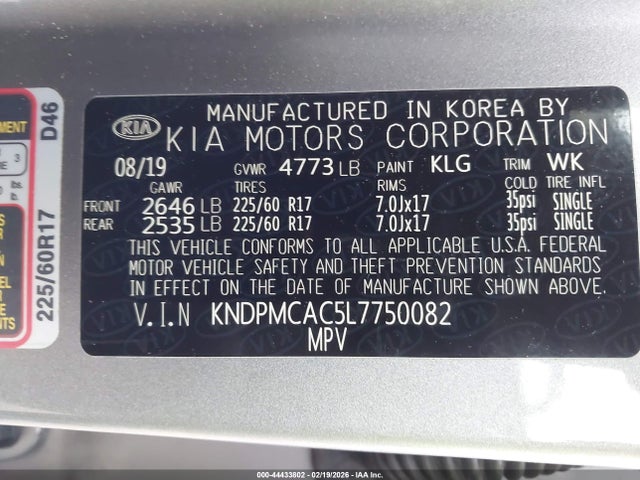 MANUFACTURED IN KOREA BY
KIA KIA MOTORS CORPORATION
08/19 GVWR 4773 LB PAINT KLG TRIM WK
GAWR TIRES RIMS COLD TIRE INFL
FRONT 2646 LB 225/60 R17 7.0Jx17 35psi SINGLE
REAR 2535 LB 225/60 R17 7.0Jx17 35psi SINGLE
THIS VEHICLE CONFORMS TO ALL APPLICABLE U.S.A. FEDERAL
MOTOR VEHICLE SAFETY AND THEFT PREVENTION STANDARDS
IN EFFECT ON THE DATE OF MANUFACTURE SHOWN ABOVE.
V.I.N KNDPMCAC5L7750082
MPV
225/60R17 D46
000-44433802 - 02/19/2026 - IAA Inc.